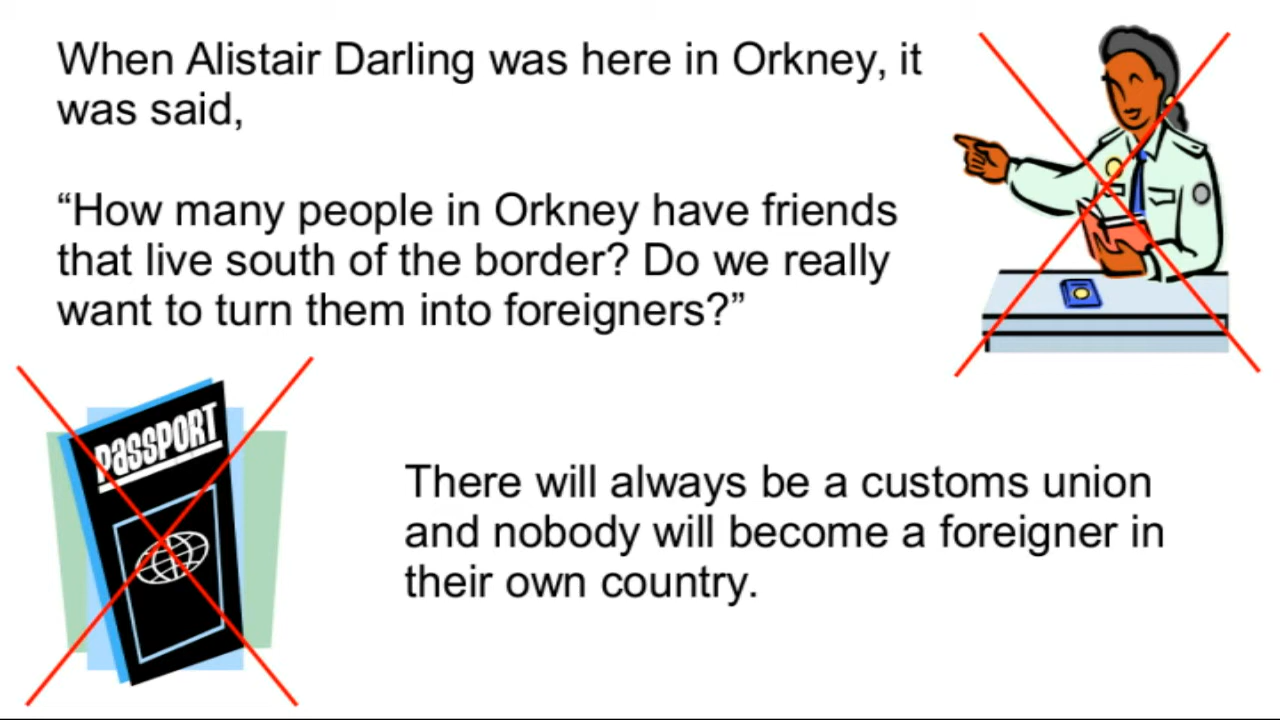 When Alistair Darling was here in Orkney, it
was said,
“How many people in Orkney have friends
that live south of the border? Do we really
want to turn them into foreigners?”
PASSPORT
There will always be a customs union
and nobody will become a foreigner in
their own country.